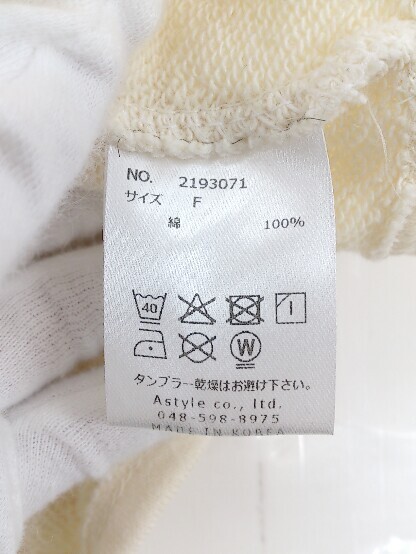 NO. 2193071
サイズ F
綿 100%
40
W
タンブラー乾燥はお避け下さい。
Astyle co., ltd.
048-598-8975
MADE IN KOREA